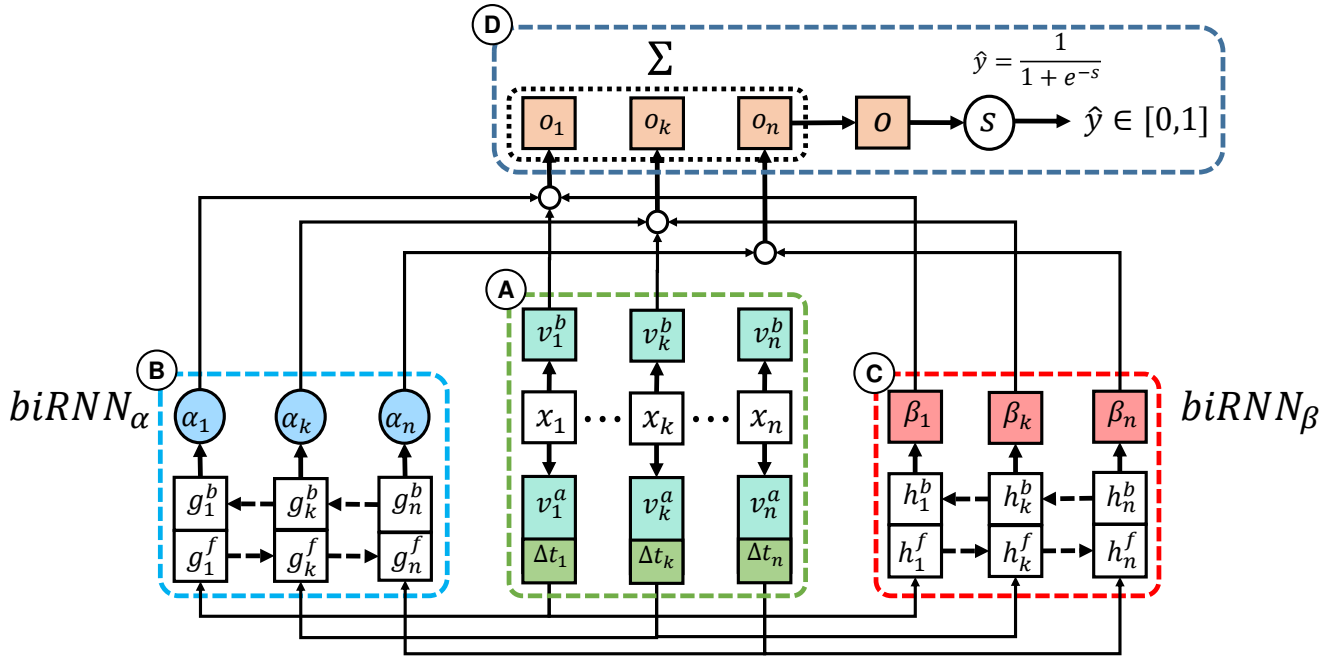 D
Σ
ŷ = 1 / (1 + e^{-s})
o_1 o_k o_n O S ŷ ∈ [0,1]
A
v_1^b v_k^b v_n^b
B
C
biRNN_α
α_1 α_k α_n
x_1 ... x_k ... x_n
β_1 β_k β_n
biRNN_β
g_1^b g_k^b g_n^b
v_1^a v_k^a v_n^a
h_1^b h_k^b h_n^b
g_1^f g_k^f g_n^f
Δt_1 Δt_k Δt_n
h_1^f h_k^f h_n^f